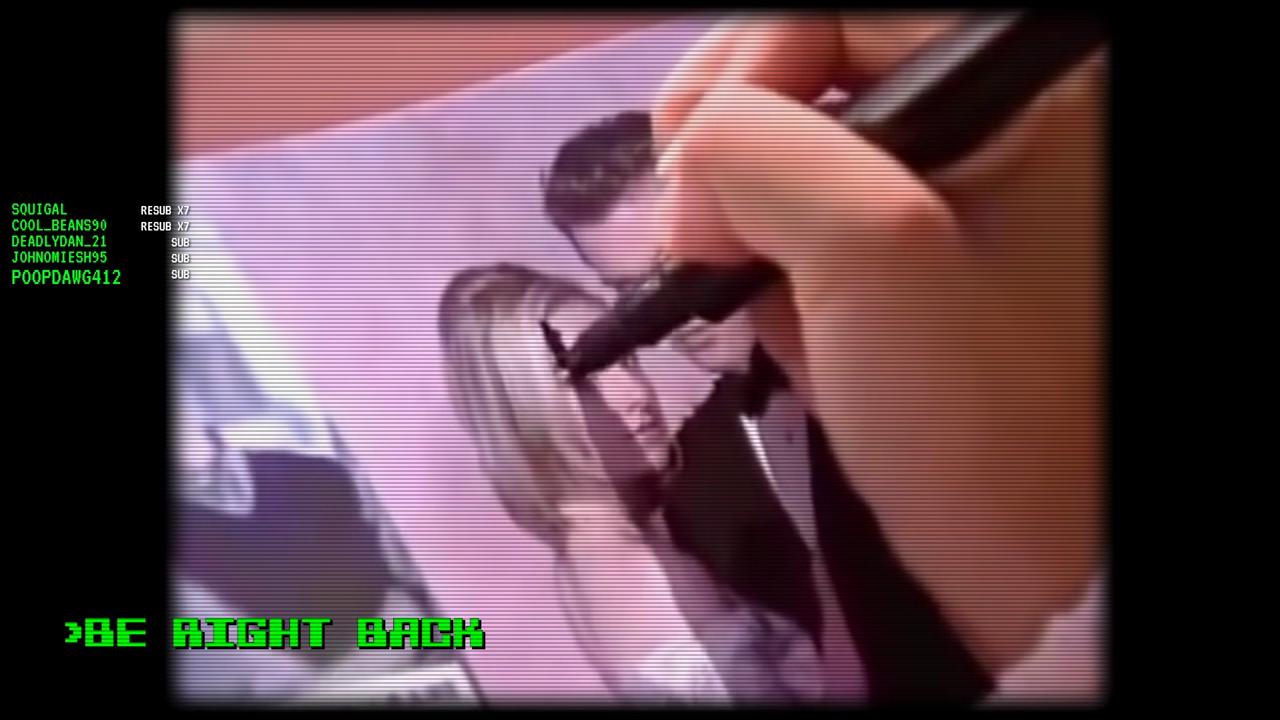 SQUIGAL RESUB X7
COOL_BEANS90 RESUB X7
DEADLYDAN_21 SUB
JOHNOMIESH95 SUB
POOPDAWG412 SUB
>BE RIGHT BACK